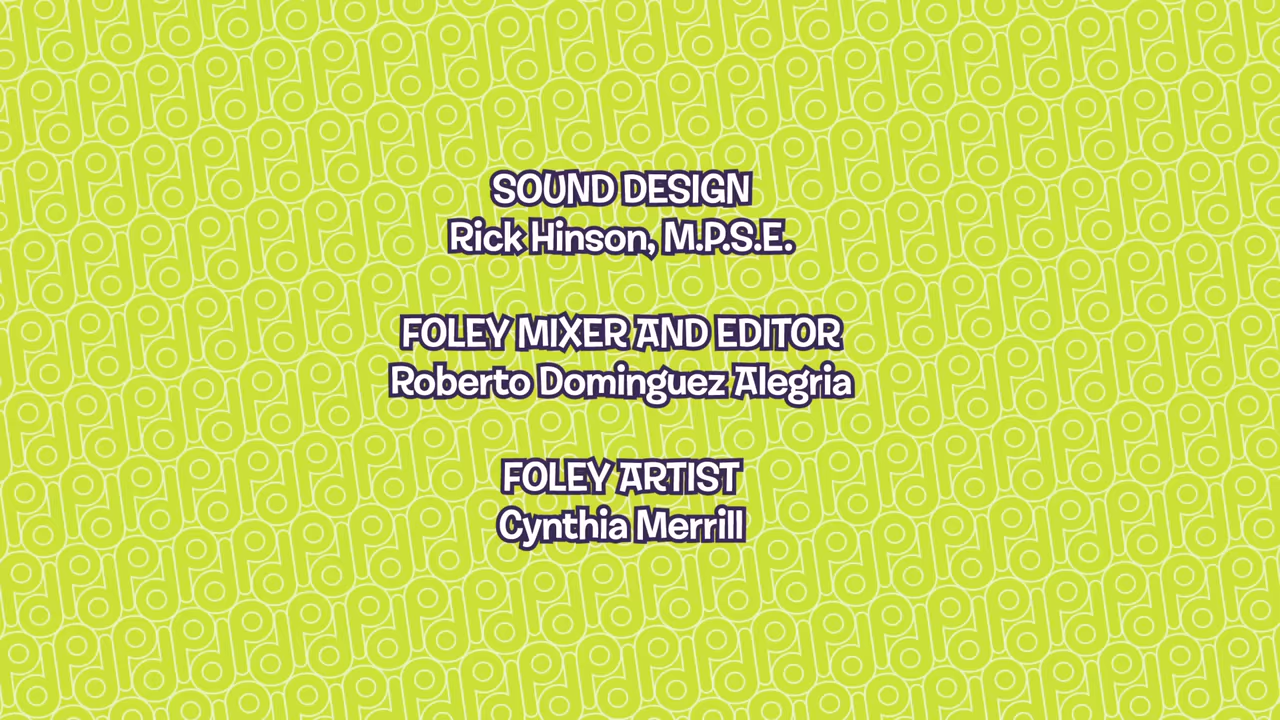 SOUND DESIGN
Rick Hinson, M.P.S.E.
FOLEY MIXER AND EDITOR
Roberto Dominguez Alegria
FOLEY ARTIST
Cynthia Merrill